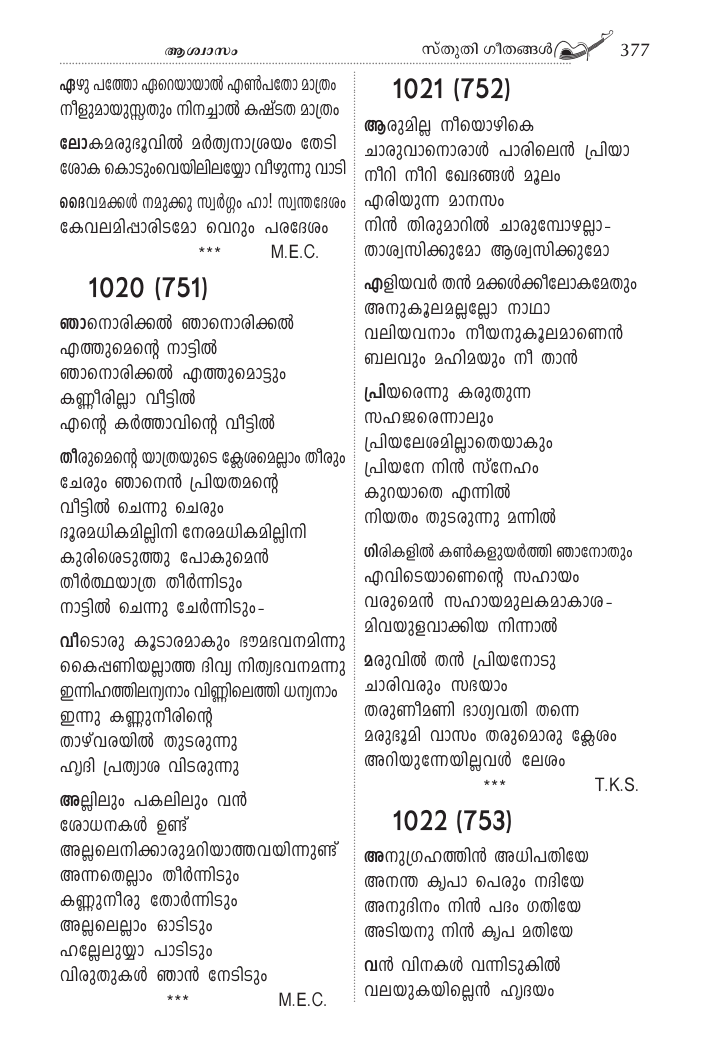 ആശ്വാസം
സ്തുതി ഗീതങ്ങൾ 377
ഏഴു പത്തോ ഏറെയായാൽ എൺപതോ മാത്രം
നീളുമായുസ്സതും നിനച്ചാൽ കഷ്ടത മാത്രം
ലോകമരുഭൂവിൽ മർത്യനാശ്രയം തേടി
ശോക കൊടുംവെയിലിലയ്യോ വീഴുന്നു വാടി
ദൈവമക്കൾ നമുക്കു സ്വർഗ്ഗം ഹാ! സ്വന്തദേശം
കേവലമിപ്പാരിടമോ വെറും പരദേശം
*** M.E.C.
1020 (751)
ഞാനൊരിക്കൽ ഞാനൊരിക്കൽ
എത്തുമെന്റെ നാട്ടിൽ
ഞാനൊരിക്കൽ എത്തുമൊട്ടും
കണ്ണീരില്ലാ വീട്ടിൽ
എന്റെ കർത്താവിന്റെ വീട്ടിൽ
തീരുമെന്റെ യാത്രയുടെ ക്ലേശമെല്ലാം തീരും
ചേരും ഞാനെൻ പ്രിയതമന്റെ
വീട്ടിൽ ചെന്നു ചെരും
ദൂരമധികമില്ലിനി നേരമധികമില്ലിനി
കുരിശെടുത്തു പോകുമെൻ
തീർത്ഥയാത്ര തീർന്നിടും
നാട്ടിൽ ചെന്നു ചേർന്നിടും-
വീടൊരു കൂടാരമാകും ഭൗമഭവനമിന്നു
കൈപ്പണിയല്ലാത്ത ദിവ്യ നിത്യഭവനമന്നു
ഇന്നിഹത്തിലന്യനാം വിണ്ണിലെത്തി ധന്യനാം
ഇന്നു കണ്ണുനീരിന്റെ
താഴ്‌വരയിൽ തുടരുന്നു
ഹൃദി പ്രത്യാശ വിടരുന്നു
അല്ലിലും പകലിലും വൻ
ശോധനകൾ ഉണ്ട്
അല്ലലെനിക്കാരുമറിയാത്തവയിന്നുണ്ട്
അന്നതെല്ലാം തീർന്നിടും
കണ്ണുനീരു തോർന്നിടും
അല്ലലെല്ലാം ഓടിടും
ഹല്ലേലുയ്യാ പാടിടും
വിരുതുകൾ ഞാൻ നേടിടും
*** M.E.C.
1021 (752)
ആരുമില്ല നീയൊഴികെ
ചാരുവാനൊരാൾ പാരിലെൻ പ്രിയാ
നീറി നീറി ഖേദങ്ങൾ മൂലം
എരിയുന്ന മാനസം
നിൻ തിരുമാറിൽ ചാരുമ്പോഴല്ലാ-
താശ്വസിക്കുമോ ആശ്വസിക്കുമോ
എളിയവർ തൻ മക്കൾക്കീലോകമേതും
അനുകൂലമല്ലല്ലോ നാഥാ
വലിയവനാം നീയനുകൂലമാണെൻ
ബലവും മഹിമയും നീ താൻ
പ്രിയരെന്നു കരുതുന്ന
സഹജരെന്നാലും
പ്രിയലേശമില്ലാതെയാകും
പ്രിയനേ നിൻ സ്നേഹം
കുറയാതെ എന്നിൽ
നിയതം തുടരുന്നു മന്നിൽ
ഗിരികളിൽ കൺകളുയർത്തി ഞാനോതും
എവിടെയാണെന്റെ സഹായം
വരുമെൻ സഹായമുലകമാകാശ-
മിവയുളവാക്കിയ നിന്നാൽ
മരുവിൽ തൻ പ്രിയനോടു
ചാരിവരും സഭയാം
തരുണീമണി ഭാഗ്യവതി തന്നെ
മരുഭൂമി വാസം തരുമൊരു ക്ലേശം
അറിയുന്നേയില്ലവൾ ലേശം
*** T.K.S.
1022 (753)
അനുഗ്രഹത്തിൻ അധിപതിയേ
അനന്ത കൃപാ പെരും നദിയേ
അനുദിനം നിൻ പദം ഗതിയേ
അടിയനു നിൻ കൃപ മതിയേ
വൻ വിനകൾ വന്നിടുകിൽ
വലയുകയില്ലെൻ ഹൃദയം